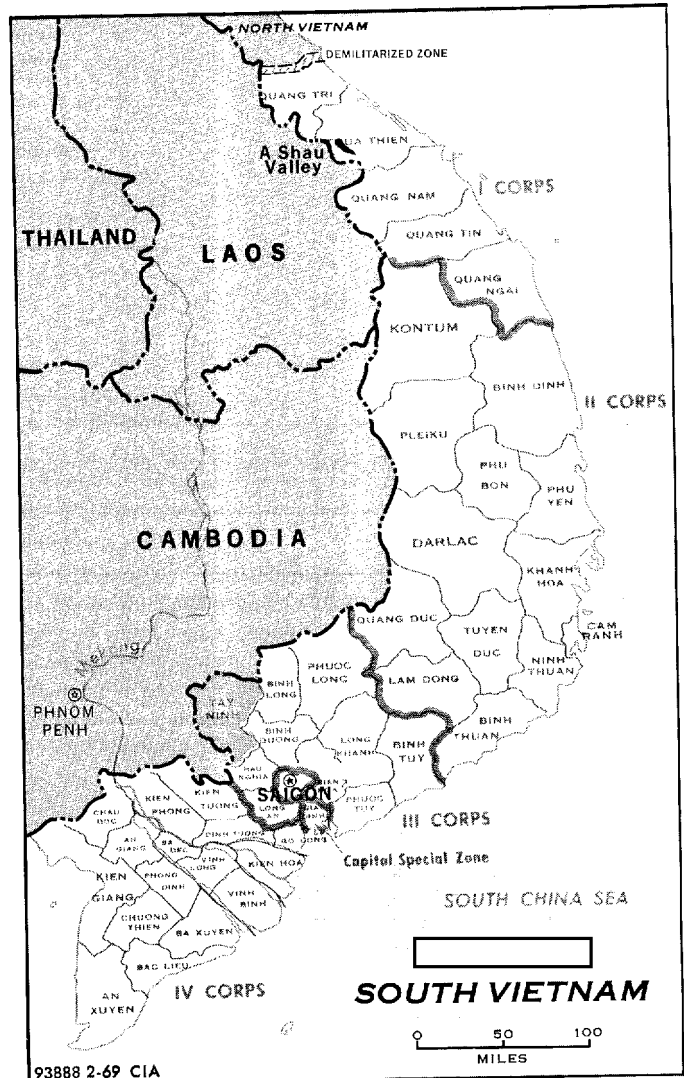 NORTH VIETNAM
DEMILITARIZED ZONE
QUANG TRI
A Shau
Valley
THIEN
I CORPS
QUANG NAM
THAILAND
LAOS
QUANG TIN
QUANG
NGAI
KONTUM
BINH DINH
II CORPS
PLEIKU
PHU
BON
PHU
YEN
CAMBODIA
DARLAC
KHANH
HOA
QUANG DUC
TUYEN
DUC
CAM
RANH
Mekong
PHUOC
LONG
LAM DONG
NINH
THUAN
BINH
LONG
TAY
NINH
PHNOM
PENH
BINH
THUAN
BINH
DUONG
LONG
KHANH
BINH
TUY
HAU
NGHIA
SAIGON
KIEN
TUONG
KIEN
PHONG
CHAU
DOC
LONG
AN
PHUOC
TUY
III CORPS
DINH TUONG
GO CONG
AN
GIANG
SA
DEC
VINH
LONG
KIEN HOA
Capital Special Zone
KIEN
GIANG
PHONG
DINH
VINH
BINH
SOUTH CHINA SEA
CHUONG
THIEN
BA XUYEN
BAC LIEU
IV CORPS
AN
XUYEN
SOUTH VIETNAM
0 50 100
MILES
93888 2-69 CIA